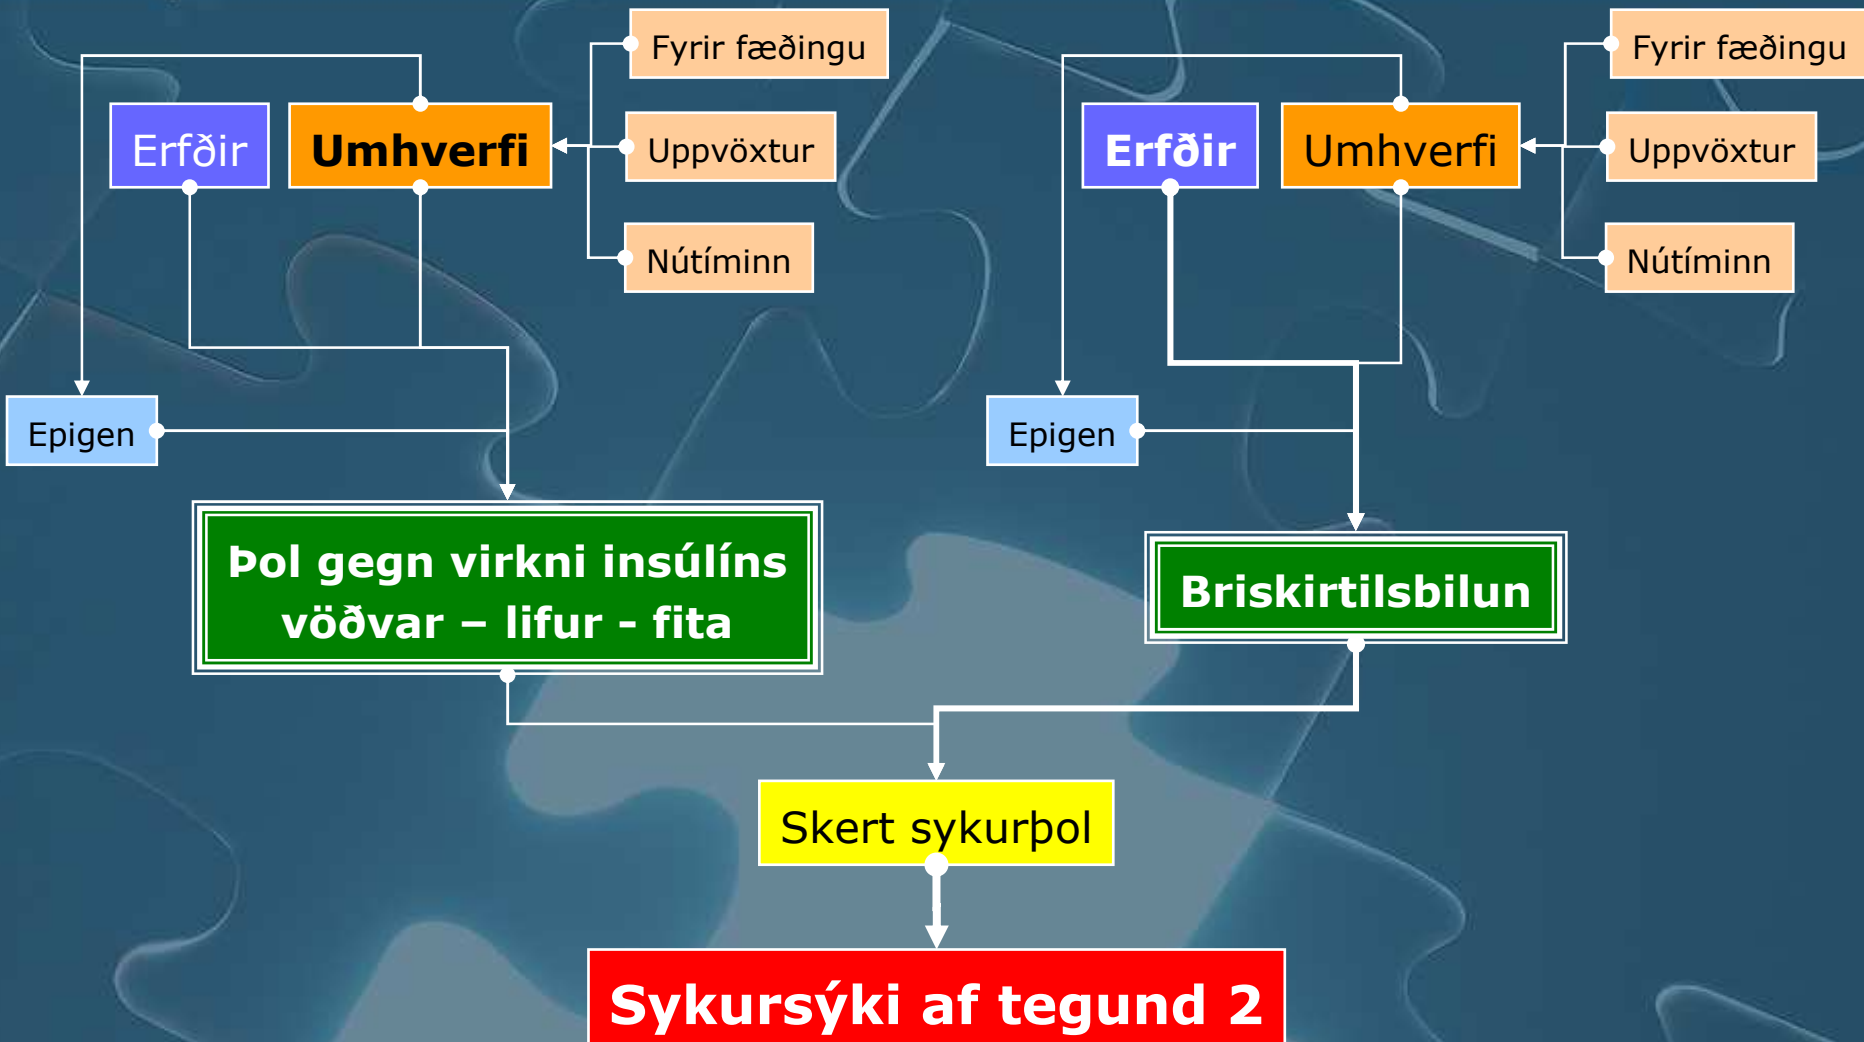 Fyrir fæðingu
Erfðir
Umhverfi
Uppvöxtur
Nútíminn
Epigen
Þol gegn virkni insúlíns
vöðvar – lifur - fita
Fyrir fæðingu
Erfðir
Umhverfi
Uppvöxtur
Nútíminn
Epigen
Briskirtilsbilun
Skert sykurþol
Sykursýki af tegund 2